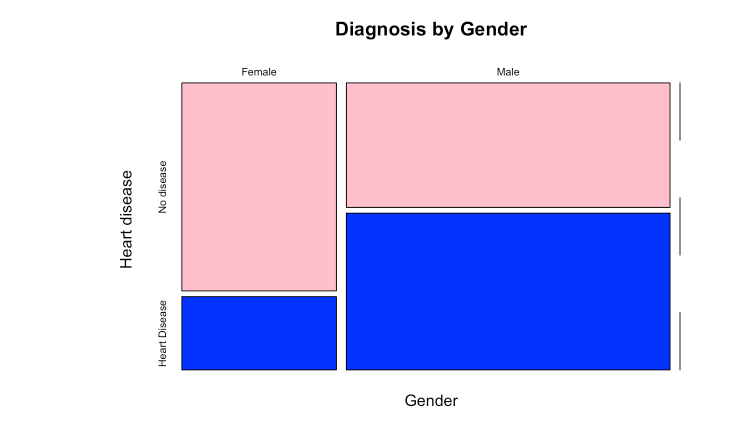 Diagnosis by Gender
Female
Male
Heart disease
No disease
Heart Disease
Gender